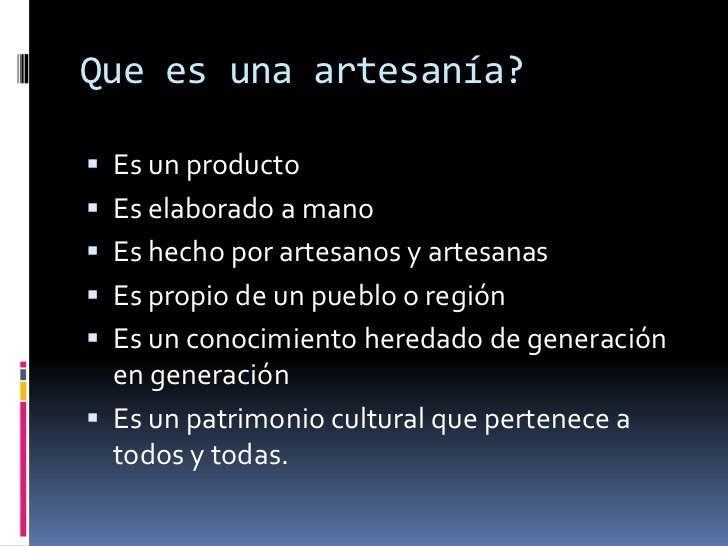 Que es una artesanía?
▪ Es un producto
▪ Es elaborado a mano
▪ Es hecho por artesanos y artesanas
▪ Es propio de un pueblo o región
▪ Es un conocimiento heredado de generación
en generación
▪ Es un patrimonio cultural que pertenece a
todos y todas.